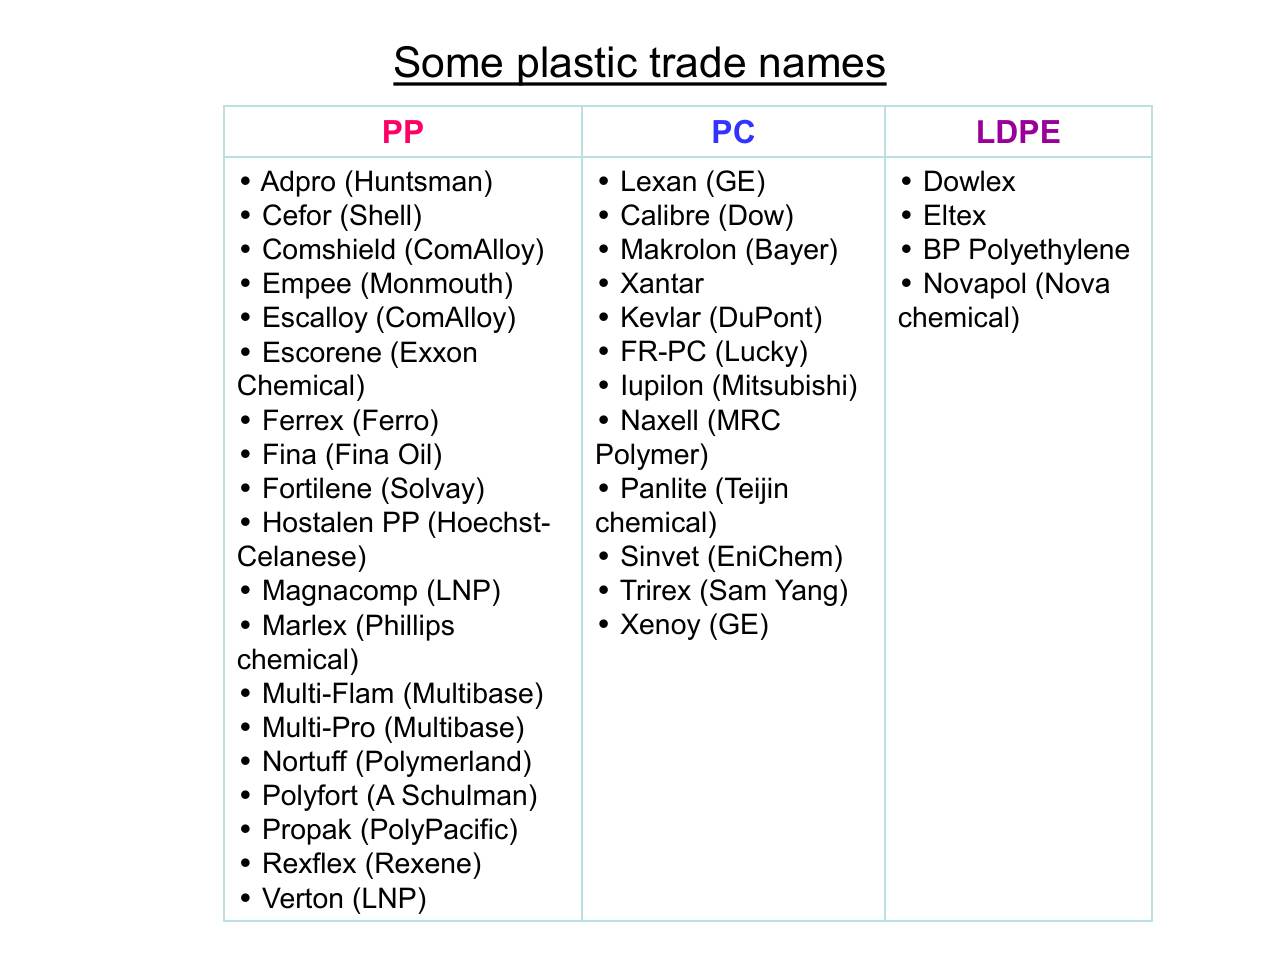 Some plastic trade names
PP
PC
LDPE
• Adpro (Huntsman)
• Cefor (Shell)
• Comshield (ComAlloy)
• Empee (Monmouth)
• Escalloy (ComAlloy)
• Escorene (Exxon
Chemical)
• Ferrex (Ferro)
• Fina (Fina Oil)
• Fortilene (Solvay)
• Hostalen PP (Hoechst-
Celanese)
• Magnacomp (LNP)
• Marlex (Phillips
chemical)
• Multi-Flam (Multibase)
• Multi-Pro (Multibase)
• Nortuff (Polymerland)
• Polyfort (A Schulman)
• Propak (PolyPacific)
• Rexflex (Rexene)
• Verton (LNP)
• Lexan (GE)
• Calibre (Dow)
• Makrolon (Bayer)
• Xantar
• Kevlar (DuPont)
• FR-PC (Lucky)
• Iupilon (Mitsubishi)
• Naxell (MRC
Polymer)
• Panlite (Teijin
chemical)
• Sinvet (EniChem)
• Trirex (Sam Yang)
• Xenoy (GE)
• Dowlex
• Eltex
• BP Polyethylene
• Novapol (Nova
chemical)